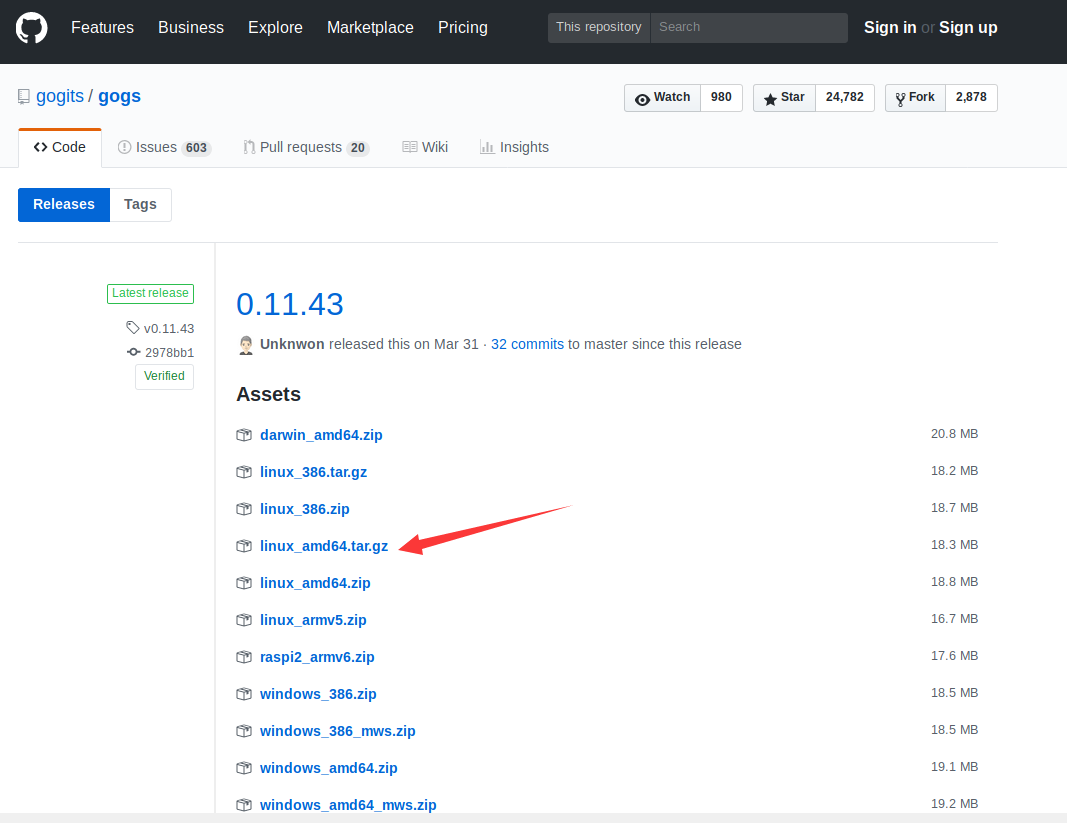 Features Business Explore Marketplace Pricing This repository Search Sign in or Sign up
gogits / gogs Watch 980 Star 24,782 Fork 2,878
Code Issues 603 Pull requests 20 Wiki Insights
Releases Tags
Latest release
v0.11.43
2978bb1
Verified
0.11.43
Unknwon released this on Mar 31 · 32 commits to master since this release
Assets
darwin_amd64.zip 20.8 MB
linux_386.tar.gz 18.2 MB
linux_386.zip 18.7 MB
linux_amd64.tar.gz 18.3 MB
linux_amd64.zip 18.8 MB
linux_armv5.zip 16.7 MB
raspi2_armv6.zip 17.6 MB
windows_386.zip 18.5 MB
windows_386_mws.zip 18.5 MB
windows_amd64.zip 19.1 MB
windows_amd64_mws.zip 19.2 MB